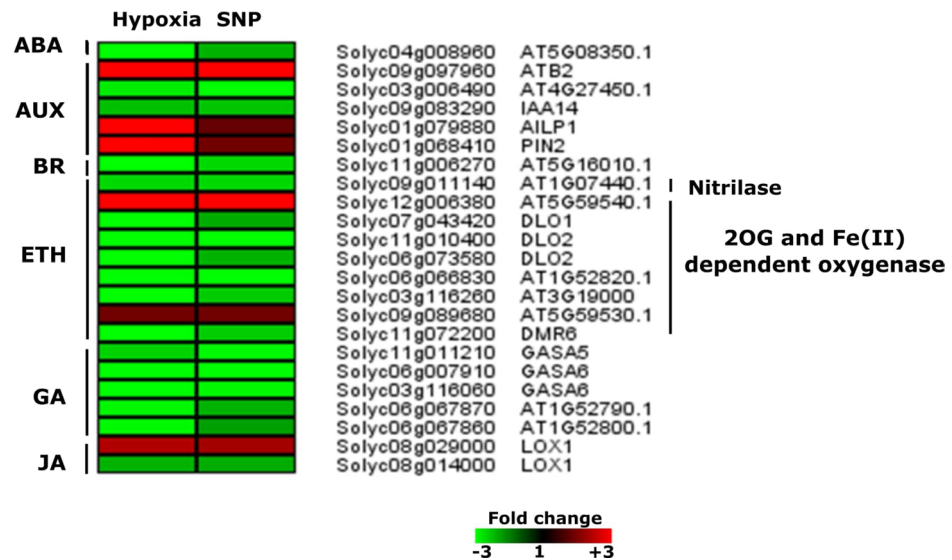 Hypoxia SNP
ABA
AUX
BR
ETH
GA
JA
Solyc04g008960 AT5G08350.1
Solyc09g097960 ATB2
Solyc03g006490 AT4G27450.1
Solyc09g083290 IAA14
Solyc01g079880 AILP1
Solyc01g068410 PIN2
Solyc11g006270 AT5G16010.1
Solyc09g011140 AT1G07440.1
Solyc12g006380 AT5G59540.1
Solyc07g043420 DLO1
Solyc11g010400 DLO2
Solyc06g073580 DLO2
Solyc06g066830 AT1G52820.1
Solyc03g116260 AT3G19000
Solyc09g089680 AT5G59530.1
Solyc11g072200 DMR6
Solyc11g011210 GASA5
Solyc06g007910 GASA6
Solyc03g116060 GASA6
Solyc06g067870 AT1G52790.1
Solyc06g067860 AT1G52800.1
Solyc08g029000 LOX1
Solyc08g014000 LOX1
Nitrilase
2OG and Fe(II)
dependent oxygenase
Fold change
-3 1 +3